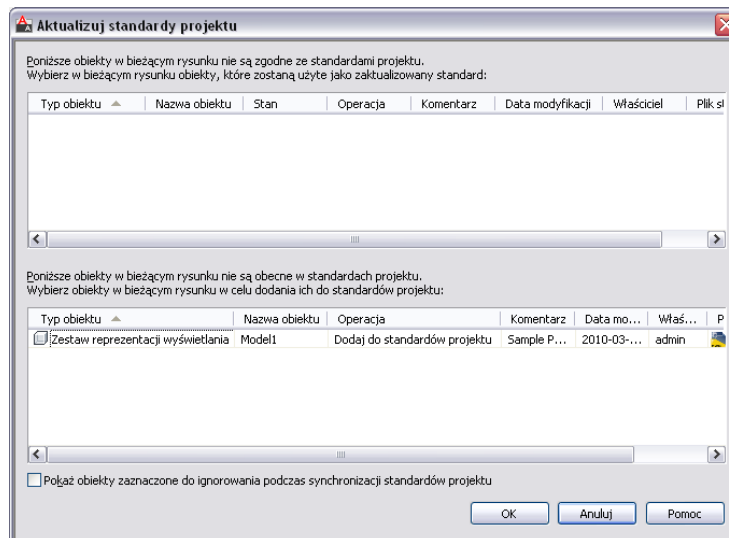 Aktualizuj standardy projektu
Poniższe obiekty w bieżącym rysunku nie są zgodne ze standardami projektu.
Wybierz w bieżącym rysunku obiekty, które zostaną użyte jako zaktualizowany standard:
Typ obiektu Nazwa obiektu Stan Operacja Komentarz Data modyfikacji Właściciel Plik
Poniższe obiekty w bieżącym rysunku nie są obecne w standardach projektu.
Wybierz obiekty w bieżącym rysunku w celu dodania ich do standardów projektu:
Typ obiektu Nazwa obiektu Operacja Komentarz Data mo... Właś... P
Zestaw reprezentacji wyświetlania Model1 Dodaj do standardów projektu Sample P... 2010-03-... admin
Pokaż obiekty zaznaczone do ignorowania podczas synchronizacji standardów projektu
OK Anuluj Pomoc